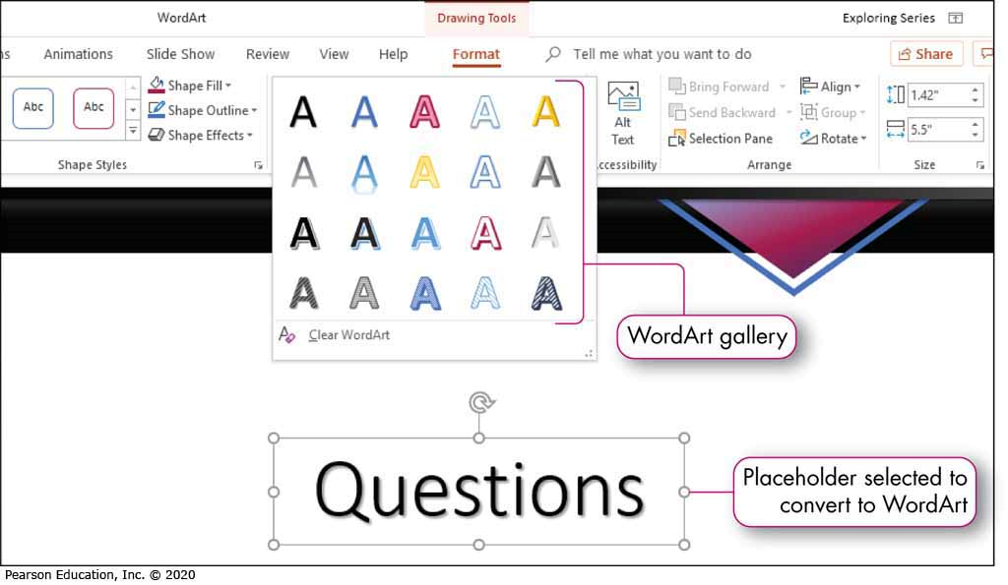 WordArt
Drawing Tools
Exploring Series
ns
Animations
Slide Show
Review
View
Help
Format
Tell me what you want to do
Share
Abc
Abc
Shape Fill
Shape Outline
Shape Effects
Shape Styles
A A A A A
A A A A A
A A A A A
A A A A A
Clear WordArt
Alt
Text
ccessibility
Bring Forward
Send Backward
Selection Pane
Align
Group
Rotate
Arrange
1.42"
5.5"
Size
WordArt gallery
Questions
Placeholder selected to
convert to WordArt
Pearson Education, Inc. © 2020